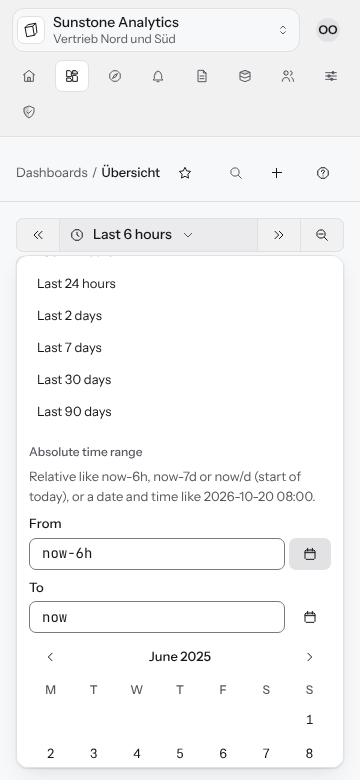 Sunstone Analytics
Vertrieb Nord und Süd
OO
Dashboards / Übersicht
Last 6 hours
Last 24 hours
Last 2 days
Last 7 days
Last 30 days
Last 90 days
Absolute time range
Relative like now-6h, now-7d or now/d (start of
today), or a date and time like 2026-10-20 08:00.
From
now-6h
To
now
June 2025
M T W T F S S
1
2 3 4 5 6 7 8